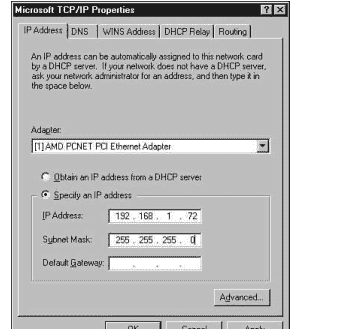 Microsoft TCP/IP Properties
IP Address DNS WINS Address DHCP Relay Routing
An IP address can be automatically assigned to this network card
by a DHCP server. If your network does not have a DHCP server,
ask your network administrator for an address, and then type it in
the space below.
Adapter:
[1] AMD PCNET PCI Ethernet Adapter
Obtain an IP address from a DHCP server
Specify an IP address
IP Address: 192 . 168 . 1 . 72
Subnet Mask: 255 . 255 . 255 . 0
Default Gateway: . . .
Advanced...
OK Cancel Apply